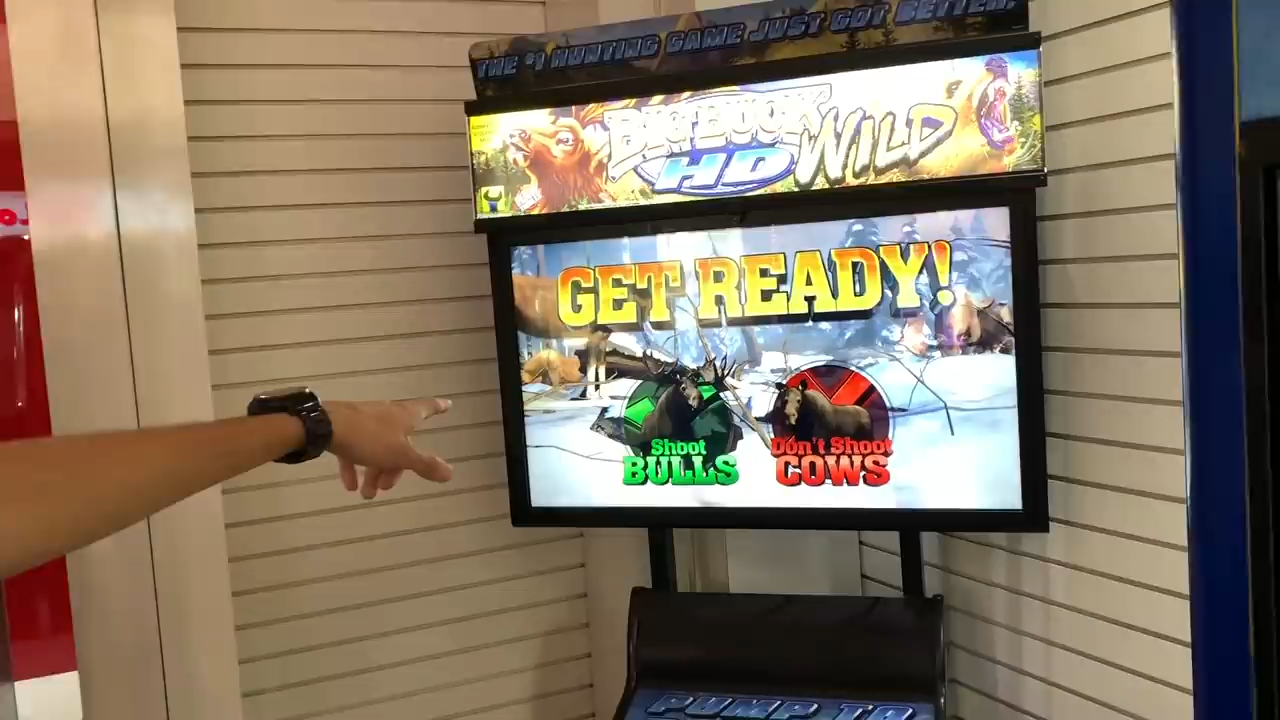 THE #1 HUNTING GAME JUST GOT BETTER.
BIG BUCK
HD WILD
GET READY!
Shoot
BULLS
Don't Shoot
COWS
PUMP TO